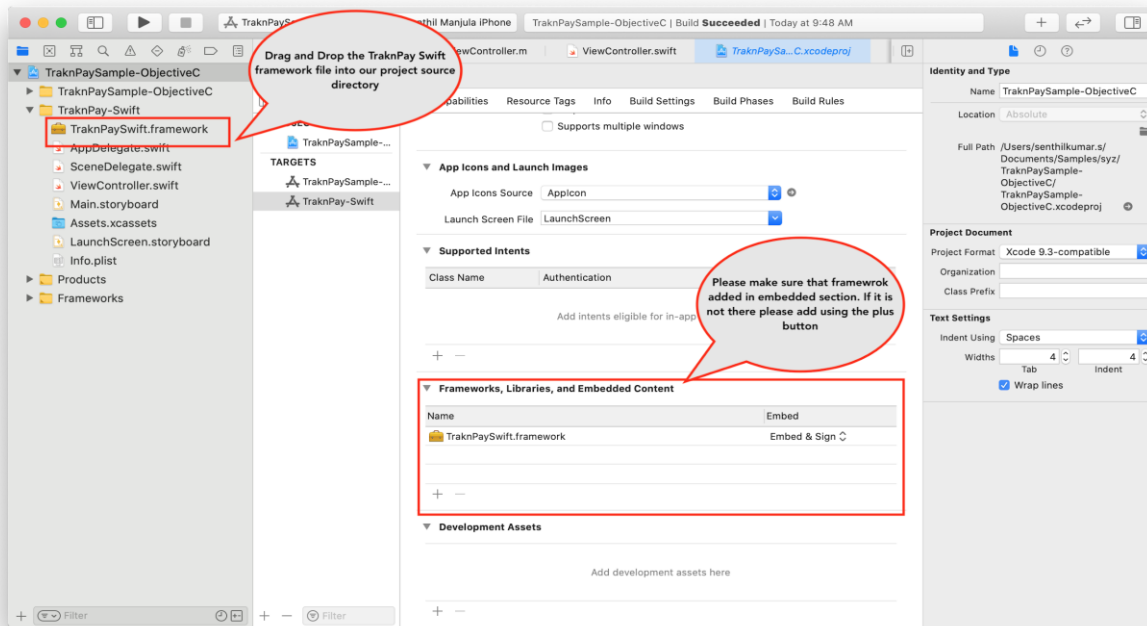 TraknPaySa
nthil Manjula iPhone
TraknPaySample-ObjectiveC | Build Succeeded | Today at 9:48 AM
Drag and Drop the TraknPay Swift
framework file into our project source
directory
ewController.m
ViewController.swift
TraknPaySa...C.xcodeproj
TraknPaySample-ObjectiveC
TraknPaySample-ObjectiveC
TraknPay-Swift
TraknPaySwift.framework
AppDelegate.swift
SceneDelegate.swift
ViewController.swift
Main.storyboard
Assets.xcassets
LaunchScreen.storyboard
Info.plist
Products
Frameworks
Filter
TraknPaySample-...
TARGETS
TraknPaySample-...
TraknPay-Swift
Filter
pabilities Resource Tags Info Build Settings Build Phases Build Rules
Supports multiple windows
App Icons and Launch Images
App Icons Source AppIcon
Launch Screen File LaunchScreen
Supported Intents
Class Name Authentication
Add intents eligible for in-app
Please make sure that framewrok
added in embedded section. If it is
not there please add using the plus
button
Frameworks, Libraries, and Embedded Content
Name Embed
TraknPaySwift.framework Embed & Sign
Development Assets
Add development assets here
Identity and Type
Name TraknPaySample-ObjectiveC
Location Absolute
Full Path /Users/senthilkumar.s/
Documents/Samples/syz/
TraknPaySample-
ObjectiveC/
TraknPaySample-
ObjectiveC.xcodeproj
Project Document
Project Format Xcode 9.3-compatible
Organization
Class Prefix
Text Settings
Indent Using Spaces
Widths 4 4
Tab Indent
Wrap lines